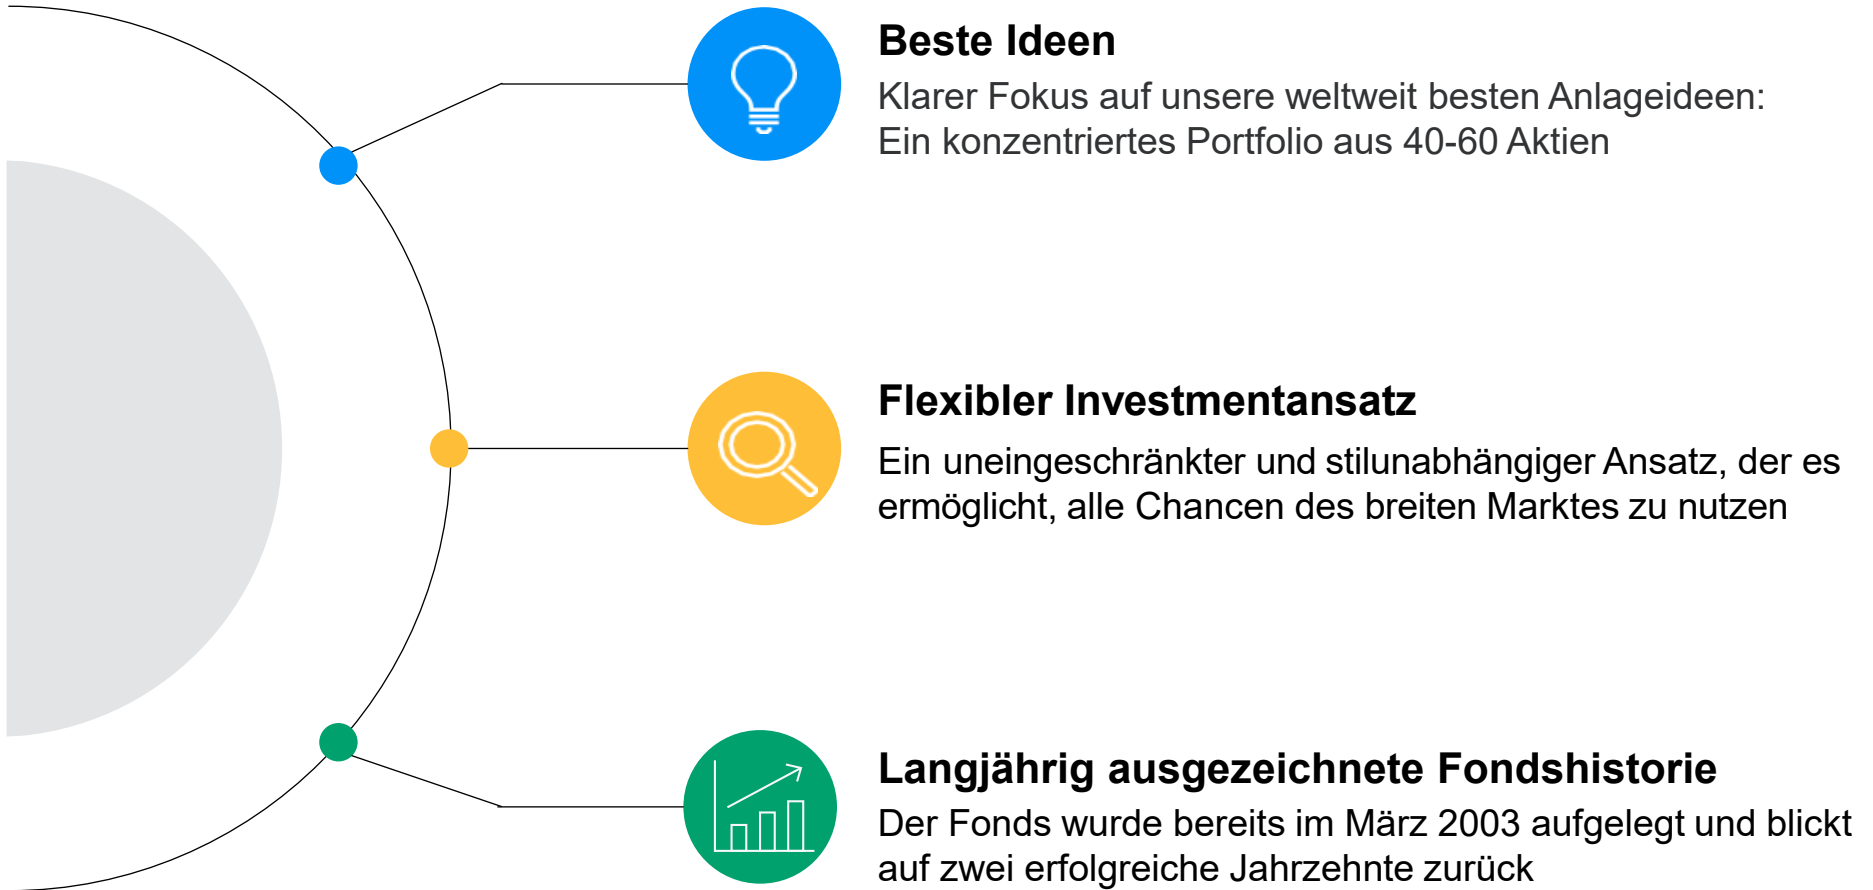 Beste Ideen
Klarer Fokus auf unsere weltweit besten Anlageideen:
Ein konzentriertes Portfolio aus 40-60 Aktien
Flexibler Investmentansatz
Ein uneingeschränkter und stilunabhängiger Ansatz, der es
ermöglicht, alle Chancen des breiten Marktes zu nutzen
Langjährig ausgezeichnete Fondshistorie
Der Fonds wurde bereits im März 2003 aufgelegt und blickt
auf zwei erfolgreiche Jahrzehnte zurück